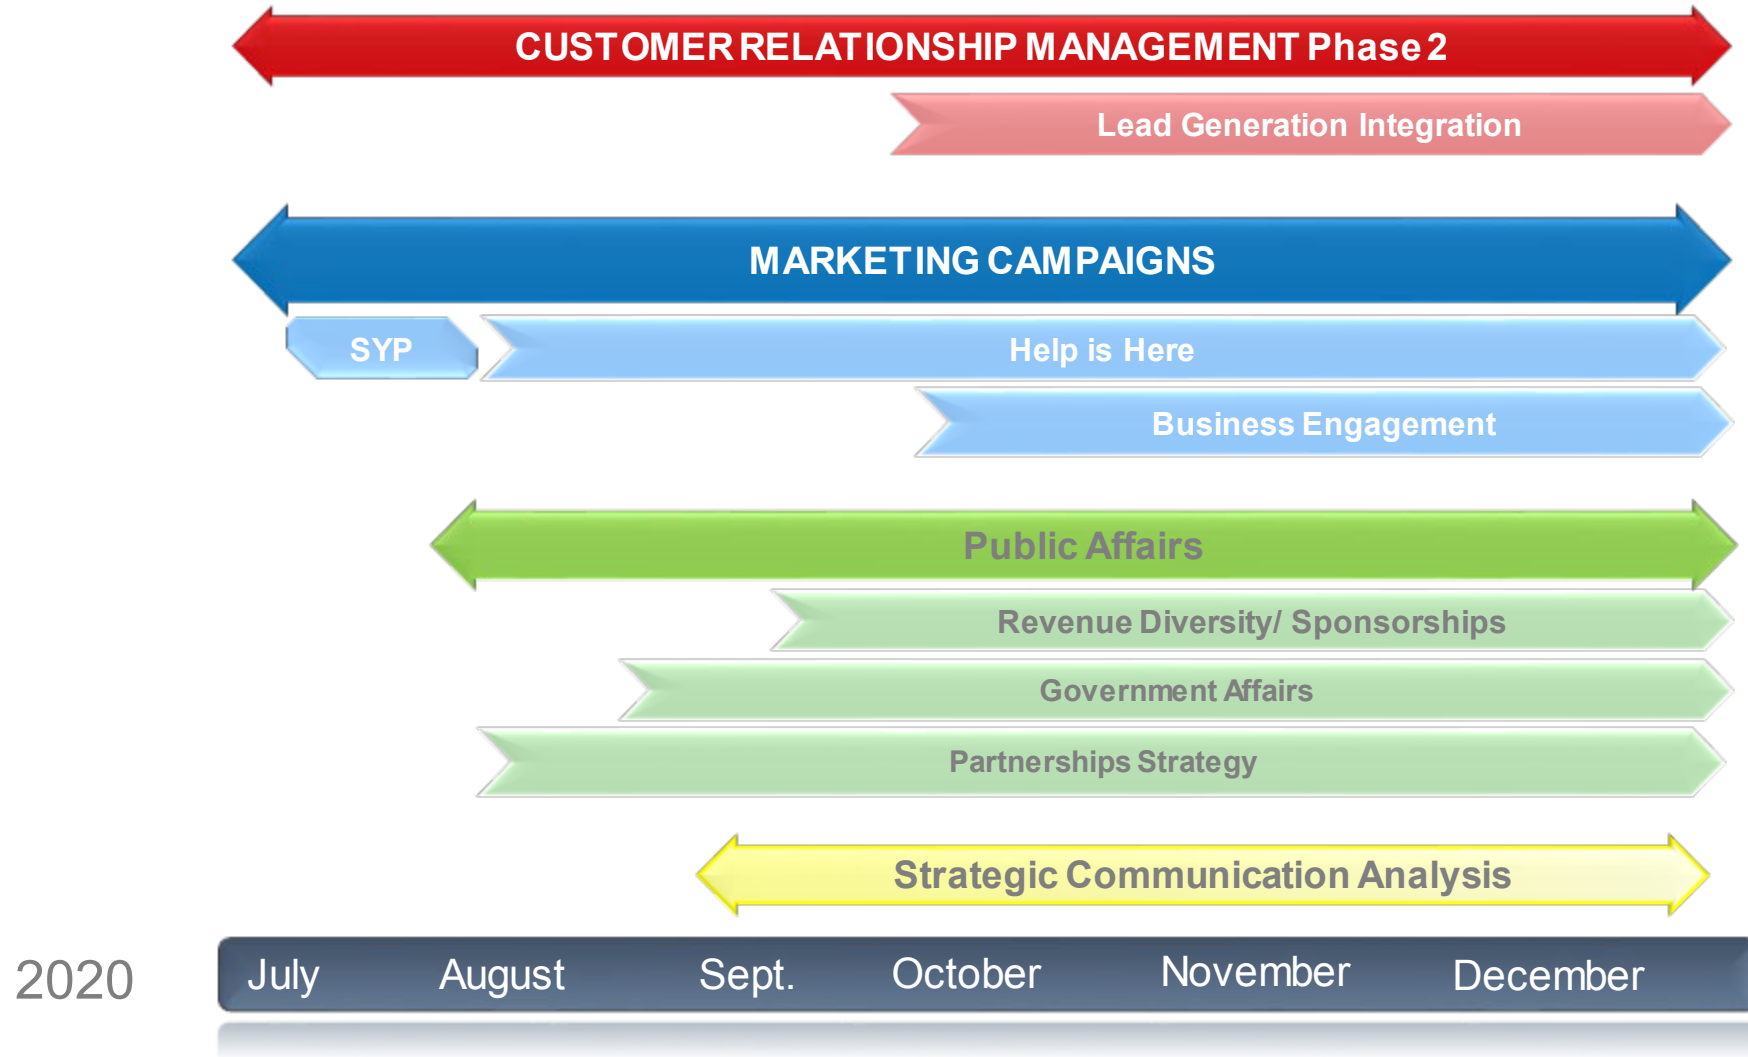 CUSTOMER RELATIONSHIP MANAGEMENT Phase 2
Lead Generation Integration
MARKETING CAMPAIGNS
SYP
Help is Here
Business Engagement
Public Affairs
Revenue Diversity/ Sponsorships
Government Affairs
Partnerships Strategy
Strategic Communication Analysis
2020 July August Sept. October November December